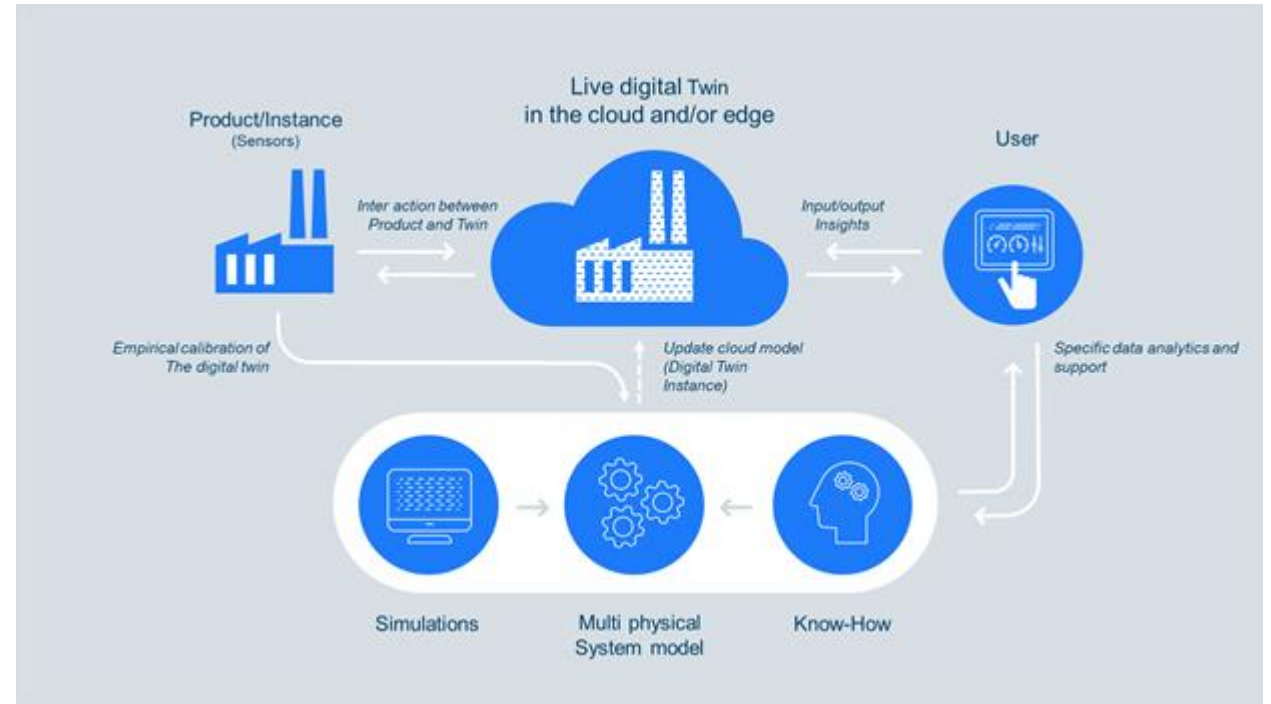 Live digital Twin
in the cloud and/or edge
Product/Instance
(Sensors)
User
Inter action between
Product and Twin
Input/output
Insights
Empirical calibration of
The digital twin
Update cloud model
(Digital Twin
Instance)
Specific data analytics and
support
Simulations
Multi physical
System model
Know-How